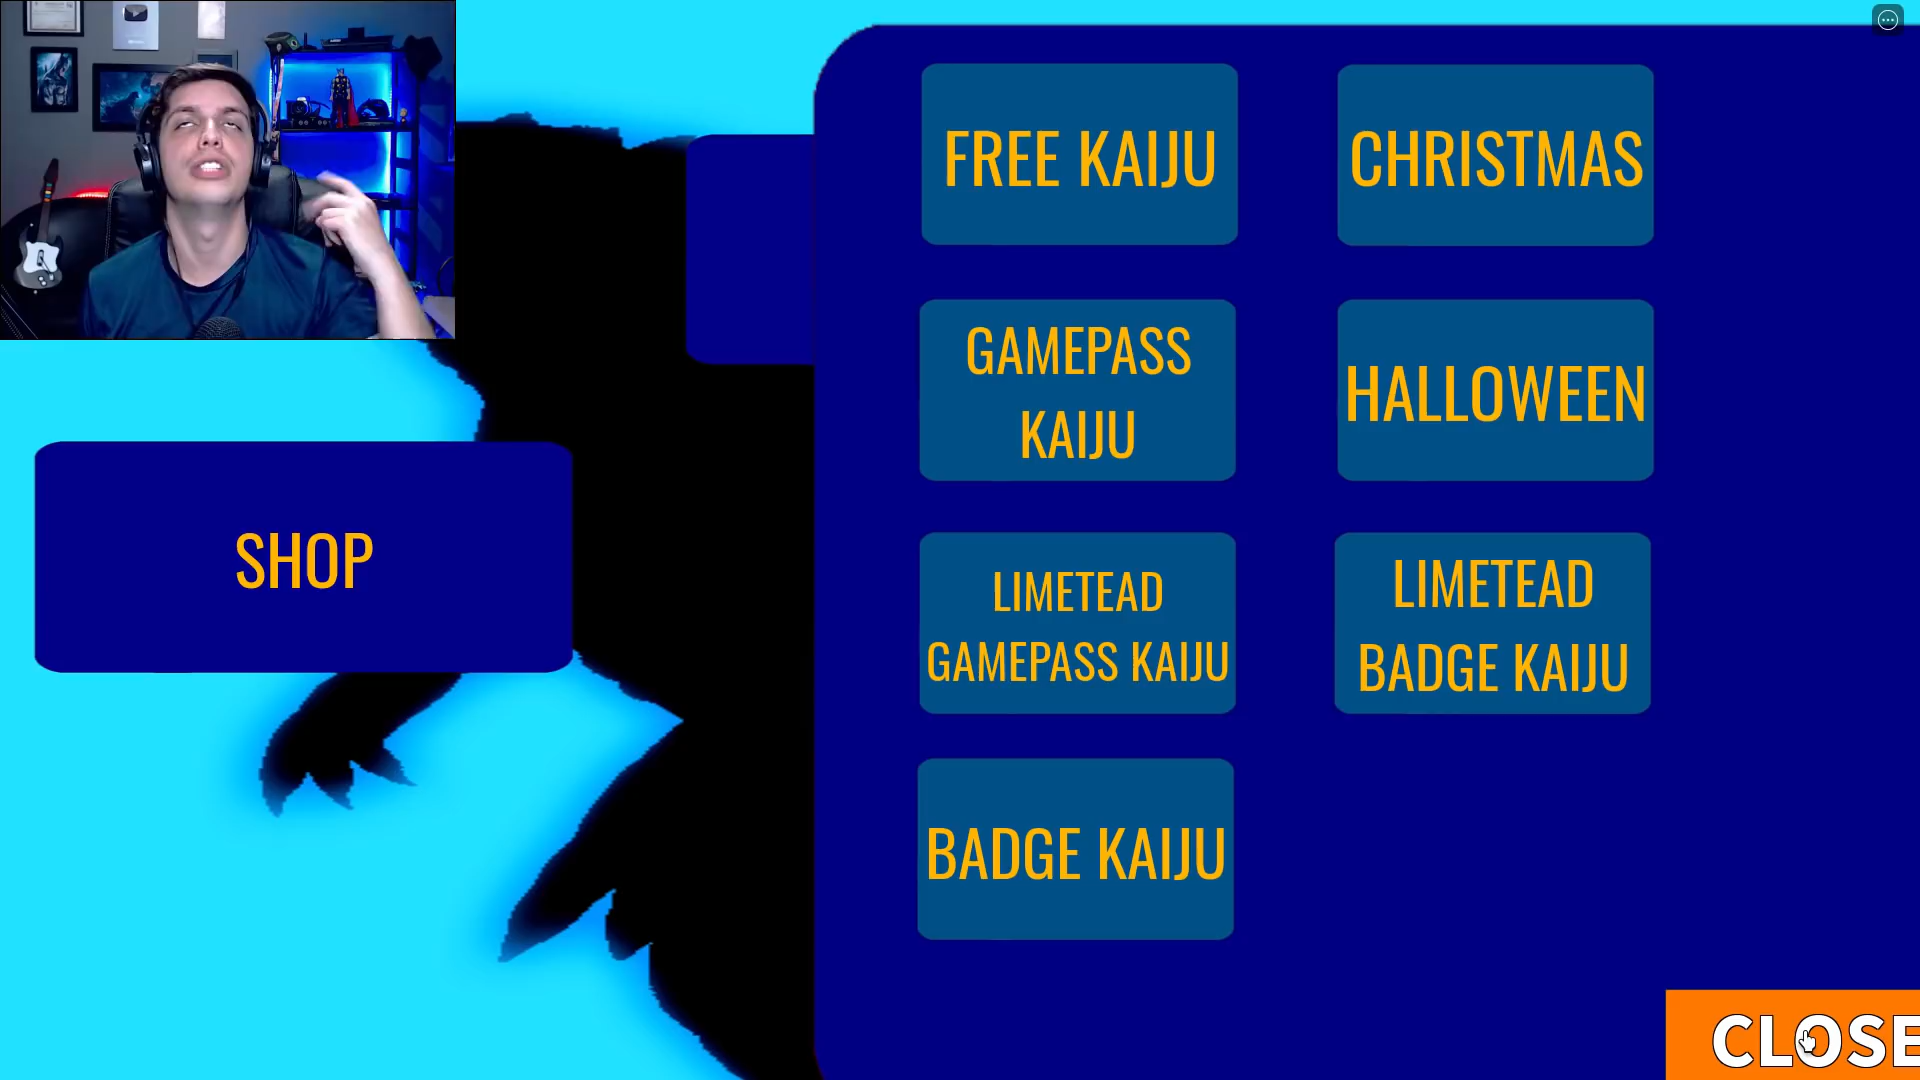 FREE KAIJU
CHRISTMAS
GAMEPASS
KAIJU
HALLOWEEN
SHOP
LIMETEAD
GAMEPASS KAIJU
LIMETEAD
BADGE KAIJU
BADGE KAIJU
CLOSE